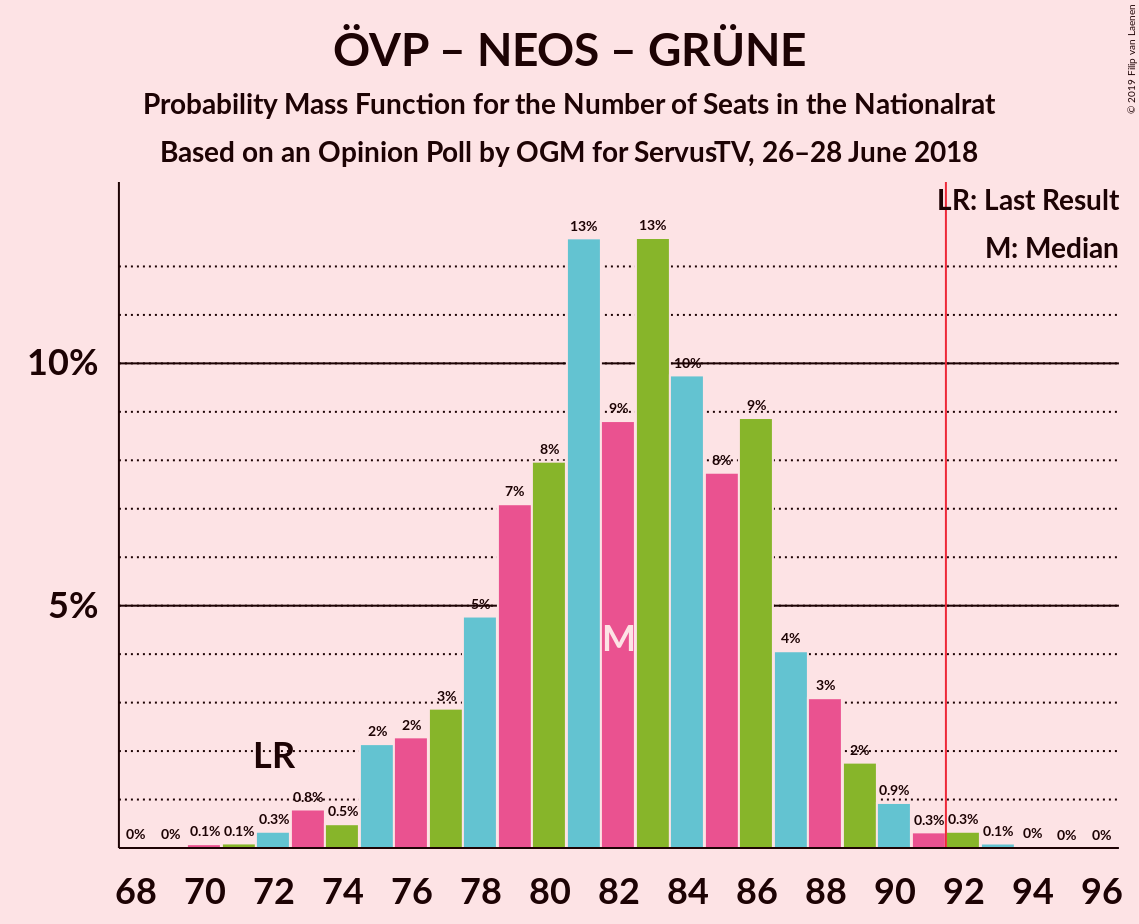 ÖVP – NEOS – GRÜNE
Probability Mass Function for the Number of Seats in the Nationalrat
Based on an Opinion Poll by OGM for ServusTV, 26–28 June 2018
© 2019 Filip van Laenen
LR: Last Result
M: Median
13% 13%
10%
10%
9% 9%
8% 8%
7%
5%
5%
4%
M
3% 3%
2% 2% 2%
LR
0.9%
0.8%
0.5%
0% 0% 0.1% 0.1% 0.3% 0.3% 0.3% 0.1% 0% 0% 0%
68 70 72 74 76 78 80 82 84 86 88 90 92 94 96